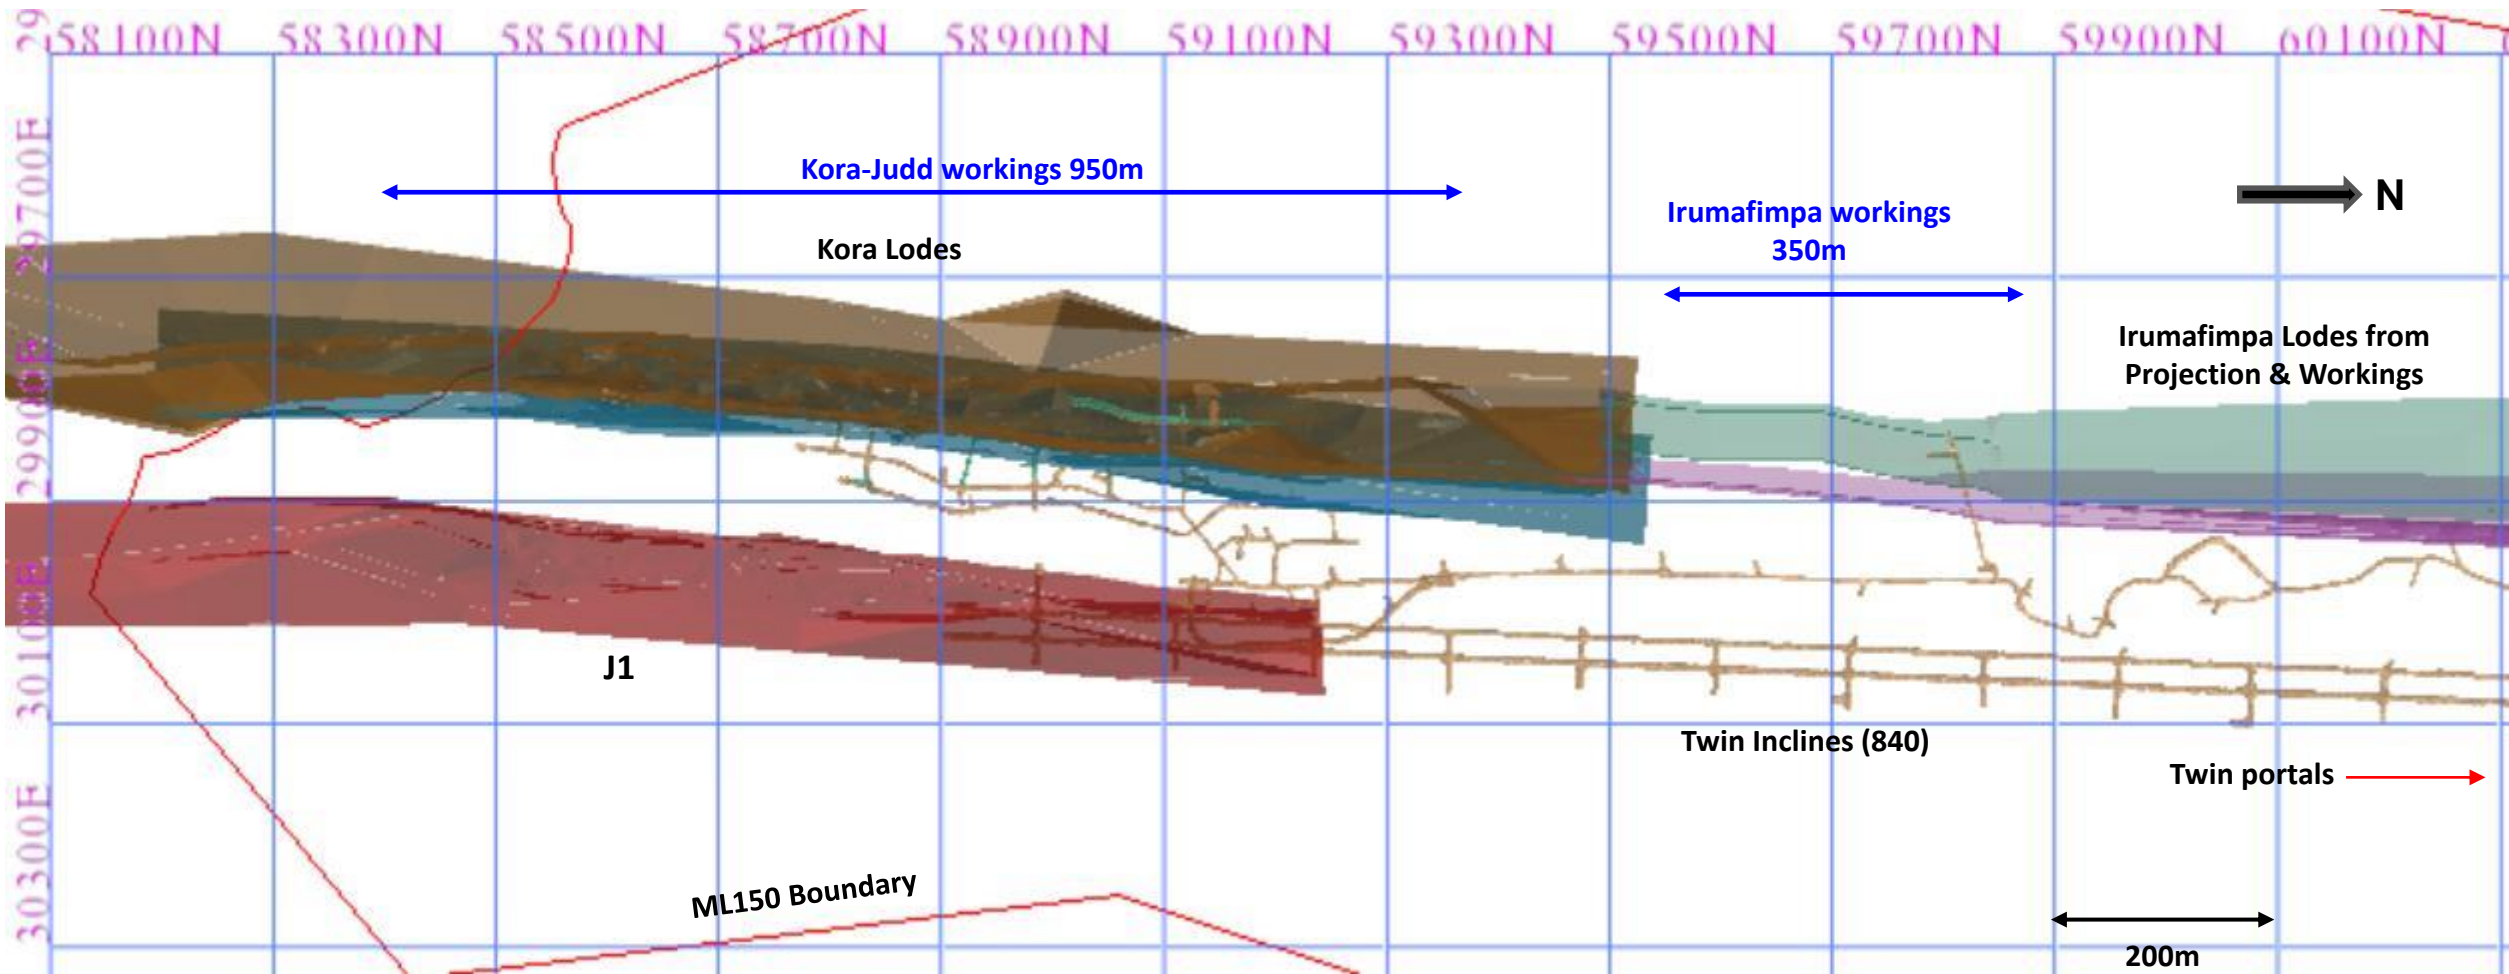 58100N 58300N 58500N 58700N 58900N 59100N 59300N 59500N 59700N 59900N 60100N
29700E
29900E
30100E
30300E
Kora-Judd workings 950m
N
Irumafimpa workings
350m
Kora Lodes
Irumafimpa Lodes from
Projection & Workings
J1
Twin Inclines (840)
Twin portals
ML150 Boundary
200m